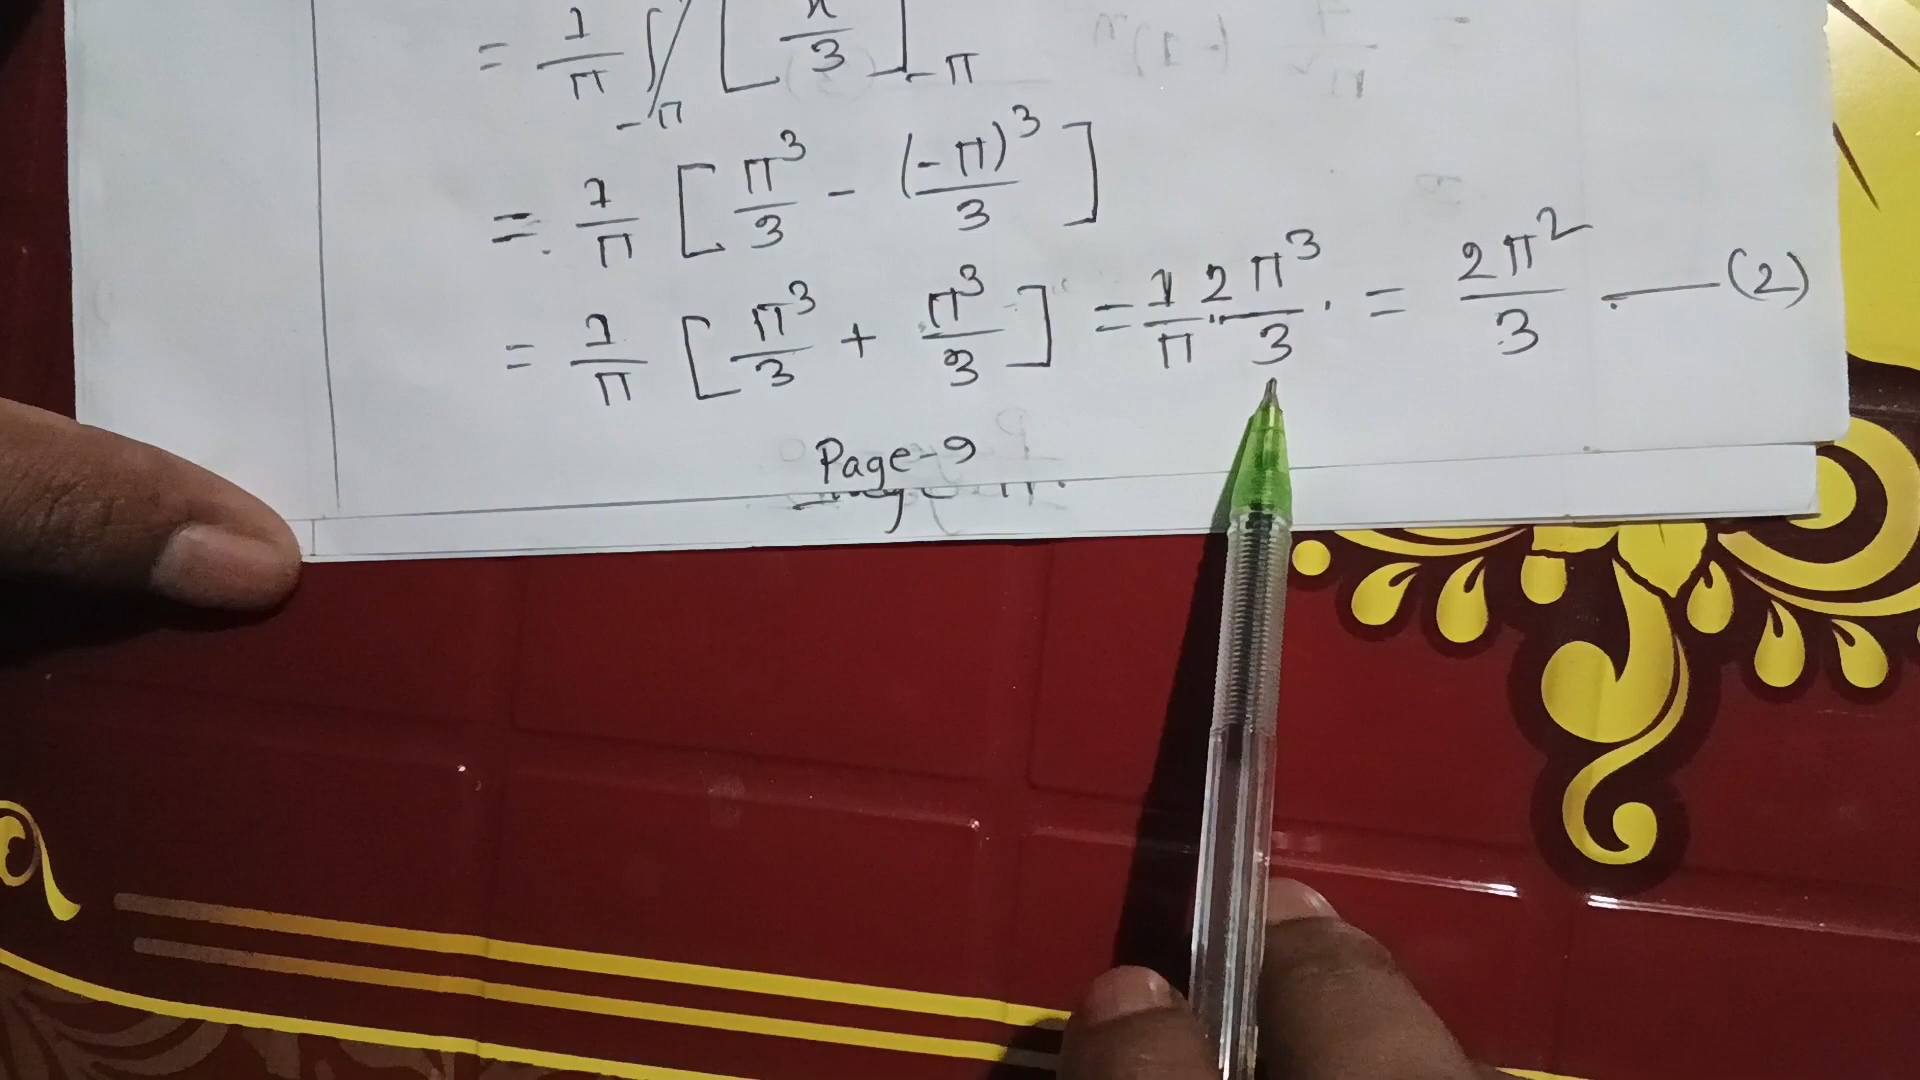 = 1/π ∫_-π [x/3]_-π
= 1/π [π³/3 - (-π)³/3]
= 1/π [π³/3 + π³/3] = 1/π · 2π³/3 · = 2π²/3 . — (2)
Page-9